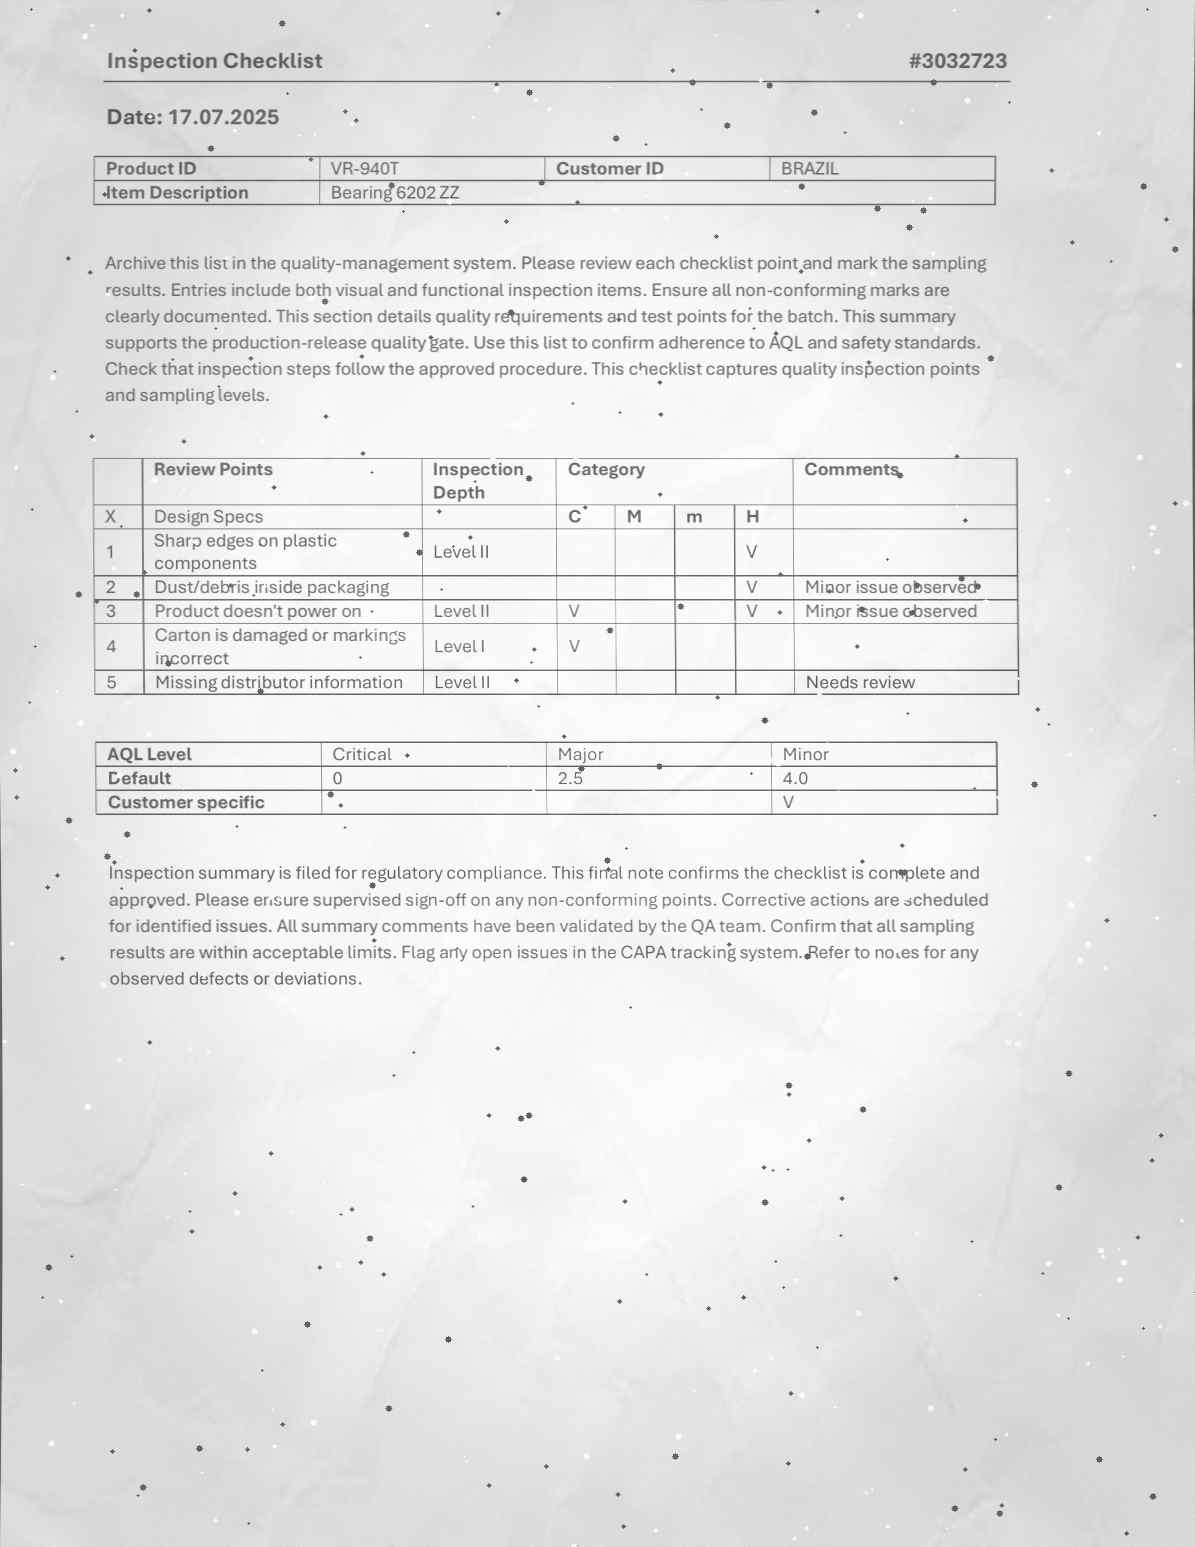 Inspection Checklist #3032723
Date: 17.07.2025
Product ID VR-940T Customer ID BRAZIL
Item Description Bearing 6202 ZZ
Archive this list in the quality-management system. Please review each checklist point and mark the sampling
results. Entries include both visual and functional inspection items. Ensure all non-conforming marks are
clearly documented. This section details quality requirements and test points for the batch. This summary
supports the production-release quality gate. Use this list to confirm adherence to AQL and safety standards.
Check that inspection steps follow the approved procedure. This checklist captures quality inspection points
and sampling levels.
Review Points Inspection Category Comments
Depth
X Design Specs C M m H
Sharp edges on plastic
1 Level II V
components
2 Dust/debris inside packaging V Minor issue observed
3 Product doesn't power on Level II V V Minor issue observed
Carton is damaged or markings
4 Level I V
incorrect
5 Missing distributor information Level II Needs review
AQL Level Critical Major Minor
Default 0 2.5 4.0
Customer specific V
Inspection summary is filed for regulatory compliance. This final note confirms the checklist is complete and
approved. Please ensure supervised sign-off on any non-conforming points. Corrective actions are scheduled
for identified issues. All summary comments have been validated by the QA team. Confirm that all sampling
results are within acceptable limits. Flag any open issues in the CAPA tracking system. Refer to notes for any
observed defects or deviations.